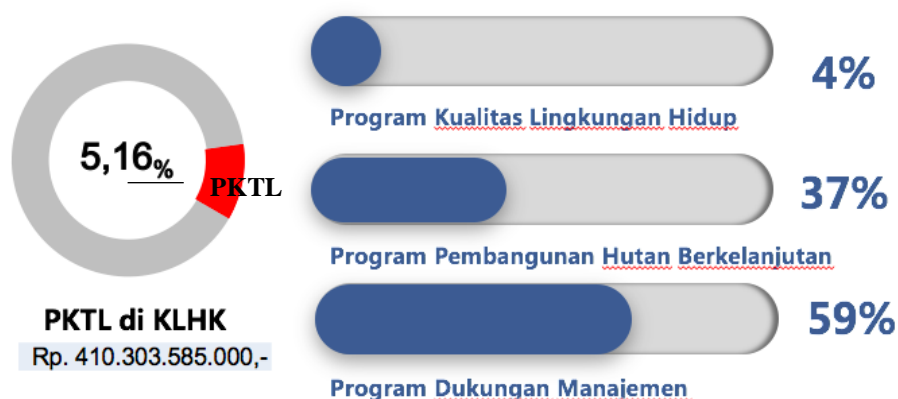 5,16%
PKTL
PKTL di KLHK
Rp. 410.303.585.000,-
4%
Program Kualitas Lingkungan Hidup
37%
Program Pembangunan Hutan Berkelanjutan
59%
Program Dukungan Manajemen